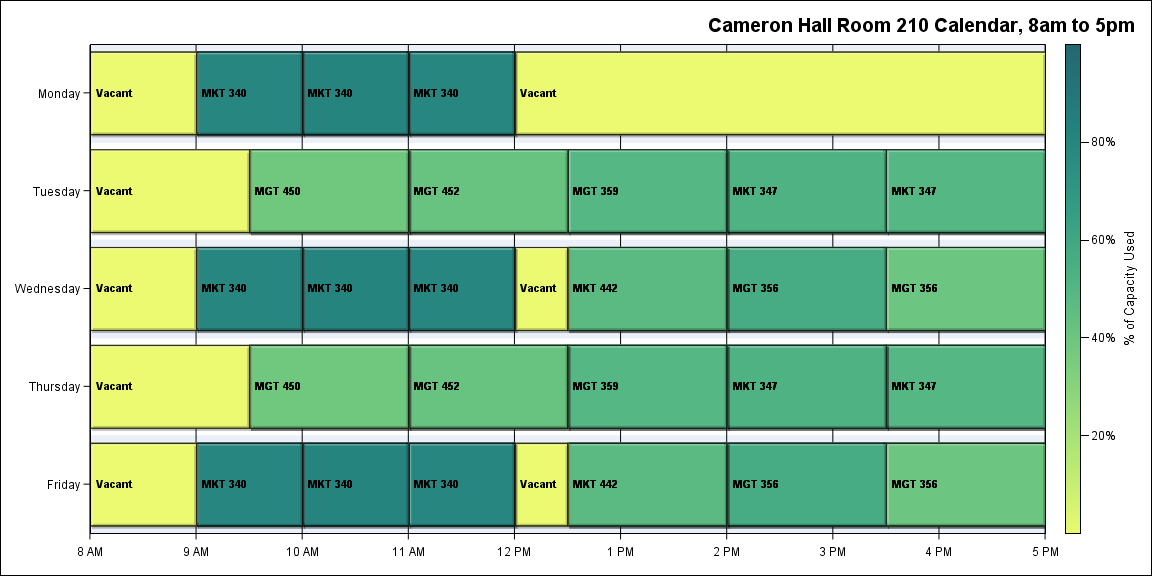 Cameron Hall Room 210 Calendar, 8am to 5pm
Monday
Vacant
MKT 340
MKT 340
MKT 340
Vacant
Tuesday
Vacant
MGT 450
MGT 452
MGT 359
MKT 347
MKT 347
Wednesday
Vacant
MKT 340
MKT 340
MKT 340
Vacant
MKT 442
MGT 356
MGT 356
Thursday
Vacant
MGT 450
MGT 452
MGT 359
MKT 347
MKT 347
Friday
Vacant
MKT 340
MKT 340
MKT 340
Vacant
MKT 442
MGT 356
MGT 356
8 AM
9 AM
10 AM
11 AM
12 PM
1 PM
2 PM
3 PM
4 PM
5 PM
80%
60%
40%
20%
% of Capacity Used